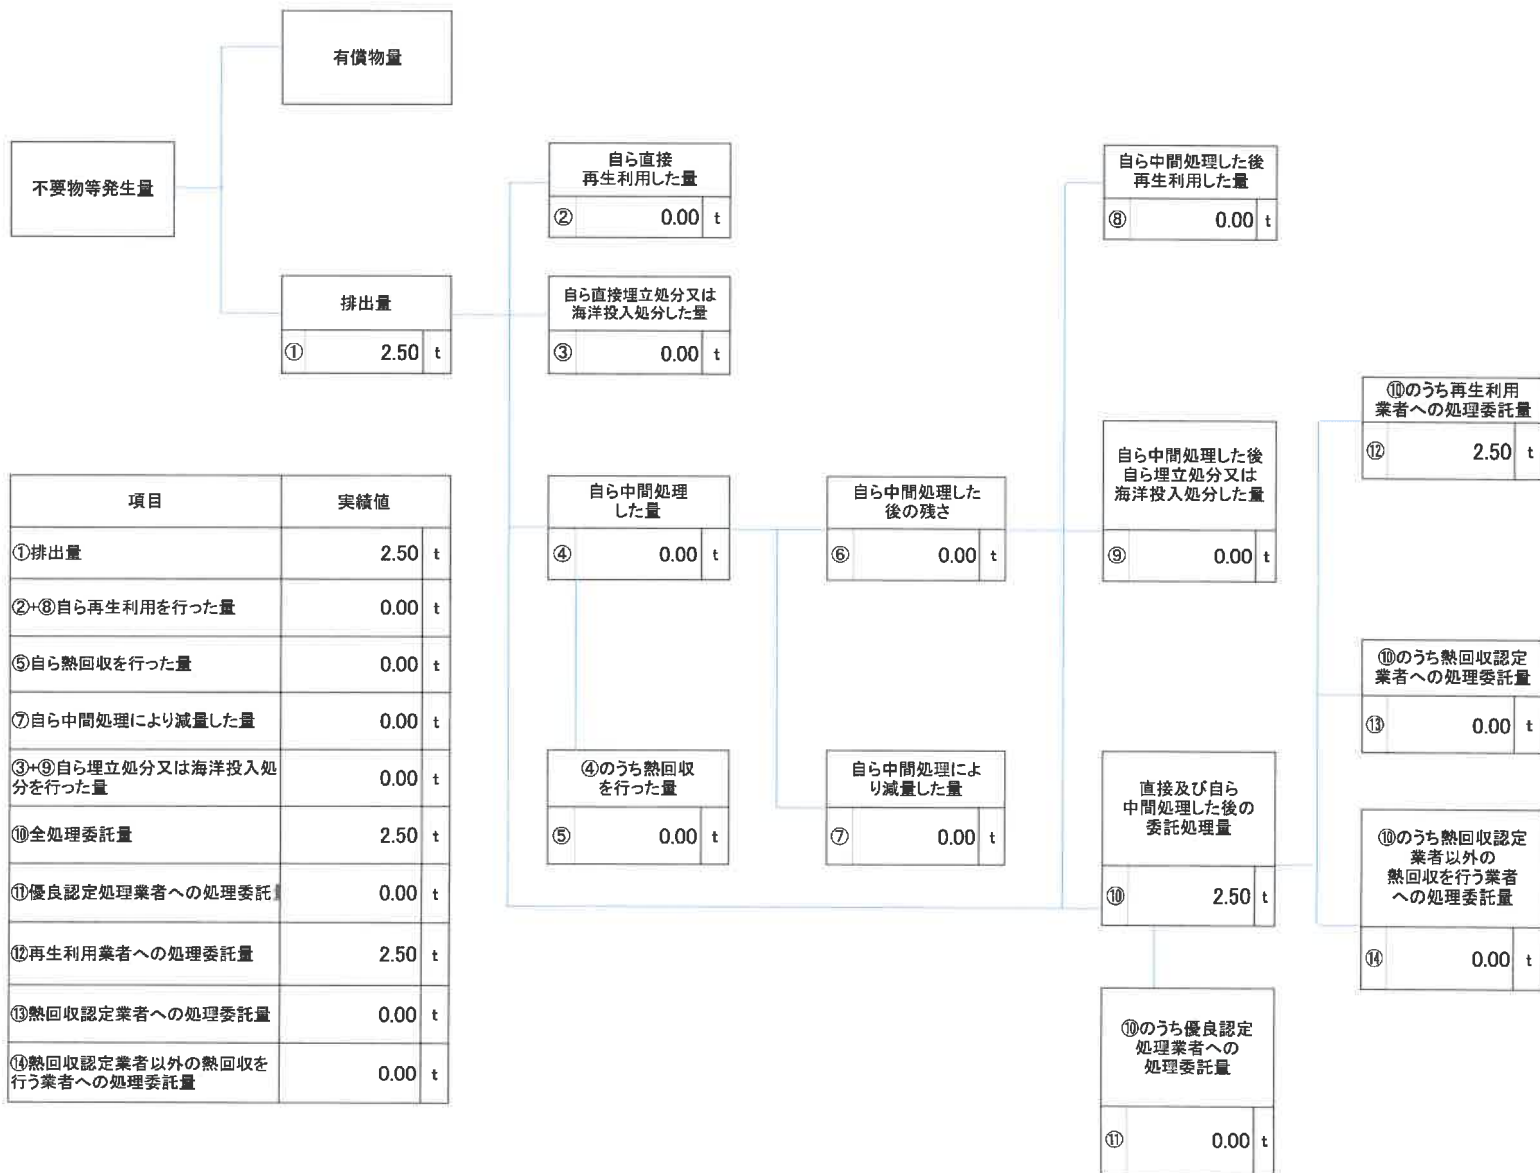 有償物量
不要物等発生量
排出量
① 2.50 t
自ら直接
再生利用した量
② 0.00 t
自ら直接埋立処分又は
海洋投入処分した量
③ 0.00 t
自ら中間処理
した量
④ 0.00 t
④のうち熱回収
を行った量
⑤ 0.00 t
自ら中間処理した
後の残さ
⑥ 0.00 t
自ら中間処理によ
り減量した量
⑦ 0.00 t
自ら中間処理した後
再生利用した量
⑧ 0.00 t
自ら中間処理した後
自ら埋立処分又は
海洋投入処分した量
⑨ 0.00 t
直接及び自ら
中間処理した後の
委託処理量
⑩ 2.50 t
⑩のうち優良認定
処理業者への
処理委託量
⑪ 0.00 t
⑩のうち再生利用
業者への処理委託量
⑫ 2.50 t
⑩のうち熱回収認定
業者への処理委託量
⑬ 0.00 t
⑩のうち熱回収認定
業者以外の
熱回収を行う業者
への処理委託量
⑭ 0.00 t
項目 実績値
①排出量 2.50 t
②+⑧自ら再生利用を行った量 0.00 t
⑤自ら熱回収を行った量 0.00 t
⑦自ら中間処理により減量した量 0.00 t
③+⑨自ら埋立処分又は海洋投入処
分を行った量 0.00 t
⑩全処理委託量 2.50 t
⑪優良認定処理業者への処理委託 0.00 t
⑫再生利用業者への処理委託量 2.50 t
⑬熱回収認定業者への処理委託量 0.00 t
⑭熱回収認定業者以外の熱回収を
行う業者への処理委託量 0.00 t